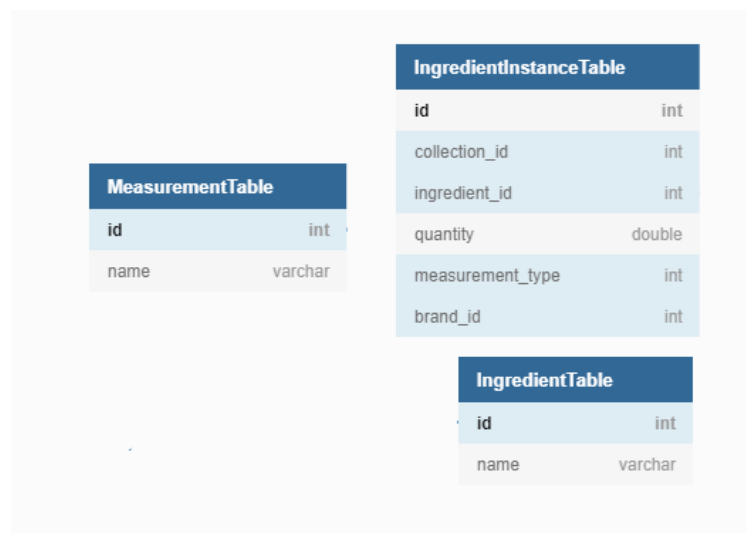 IngredientInstanceTable
id int
collection_id int
ingredient_id int
quantity double
measurement_type int
brand_id int
MeasurementTable
id int
name varchar
IngredientTable
id int
name varchar